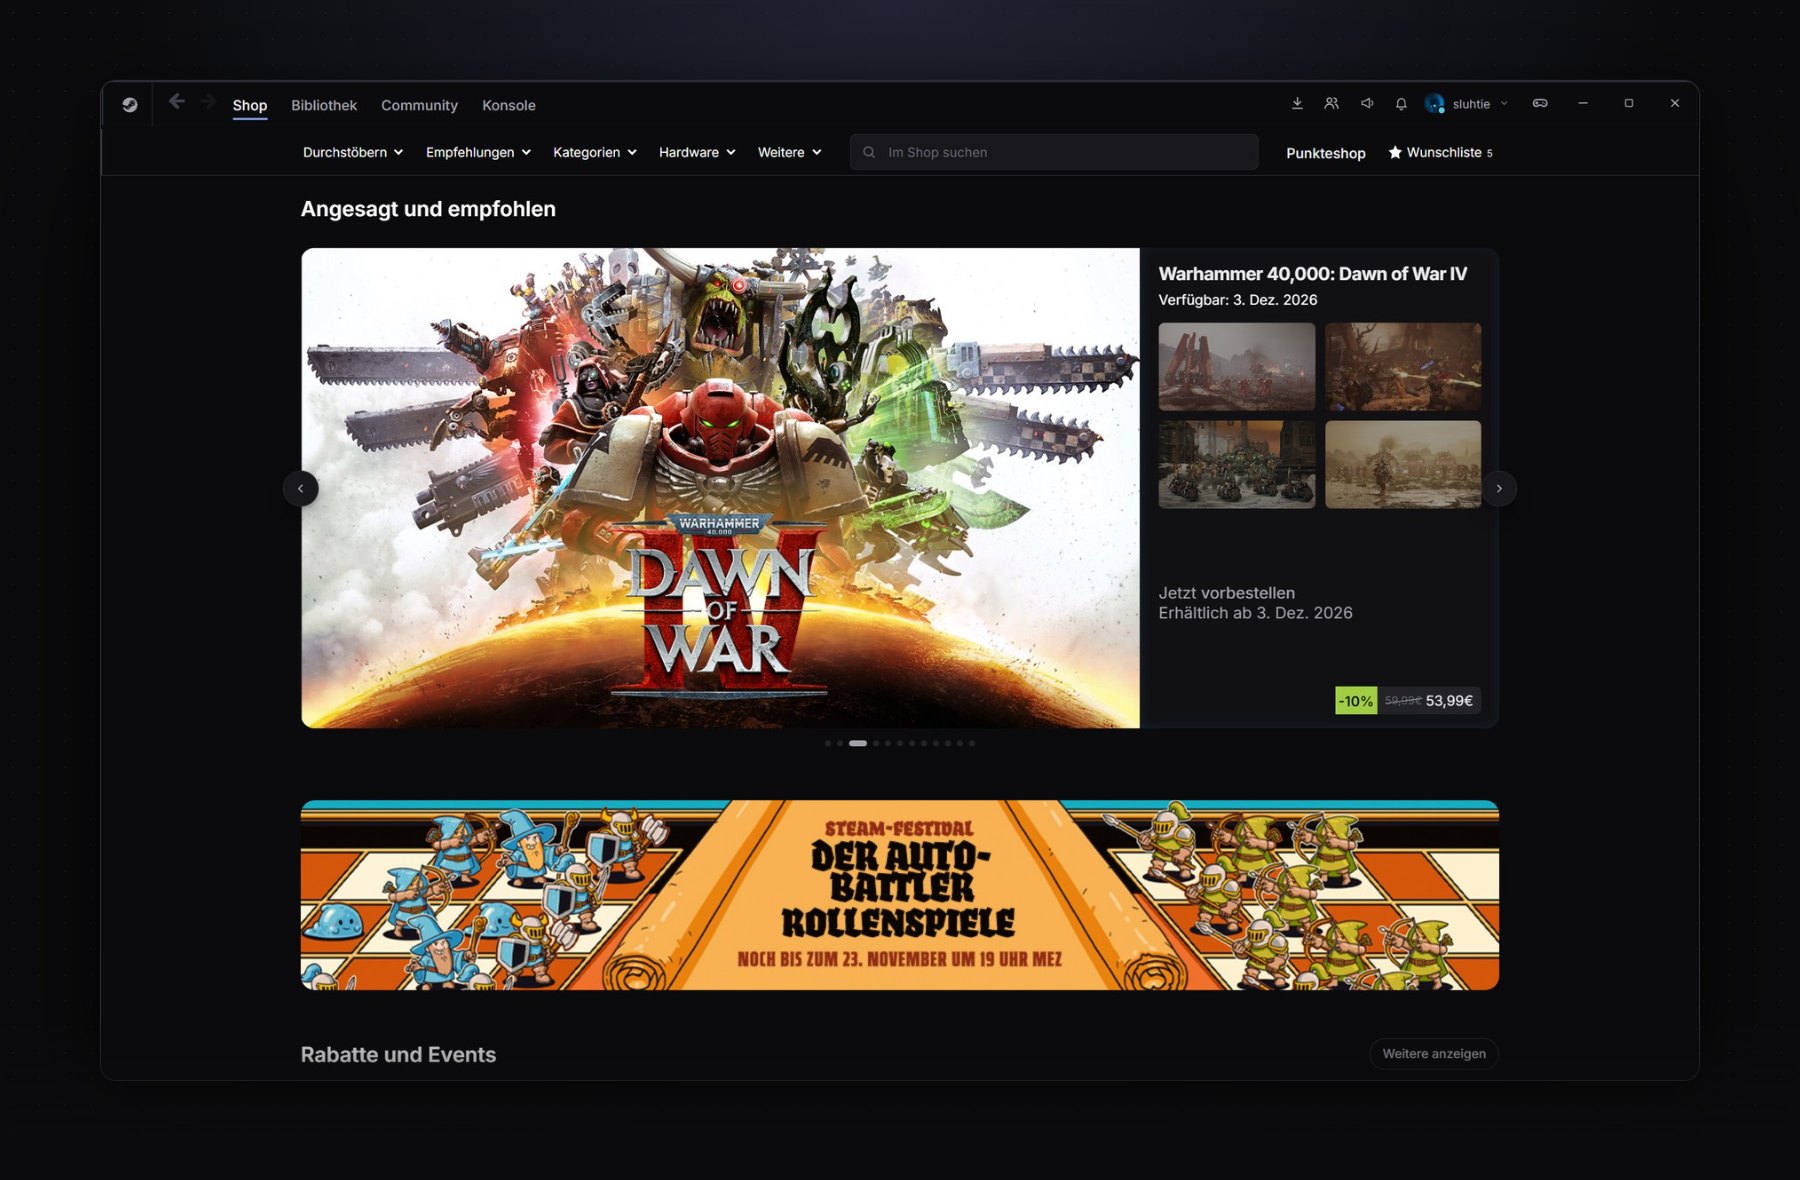 Shop Bibliothek Community Konsole
sluhtie
Durchstöbern Empfehlungen Kategorien Hardware Weitere
Im Shop suchen
Punkteshop Wunschliste 5
Angesagt und empfohlen
WARHAMMER
40,000
DAWN
OF
WAR
IV
Warhammer 40,000: Dawn of War IV
Verfügbar: 3. Dez. 2026
Jetzt vorbestellen
Erhältlich ab 3. Dez. 2026
-10% 59,99€ 53,99€
STEAM-FESTIVAL
DER AUTO-
BATTLER
ROLLENSPIELE
NOCH BIS ZUM 23. NOVEMBER UM 19 UHR MEZ
Rabatte und Events
Weitere anzeigen